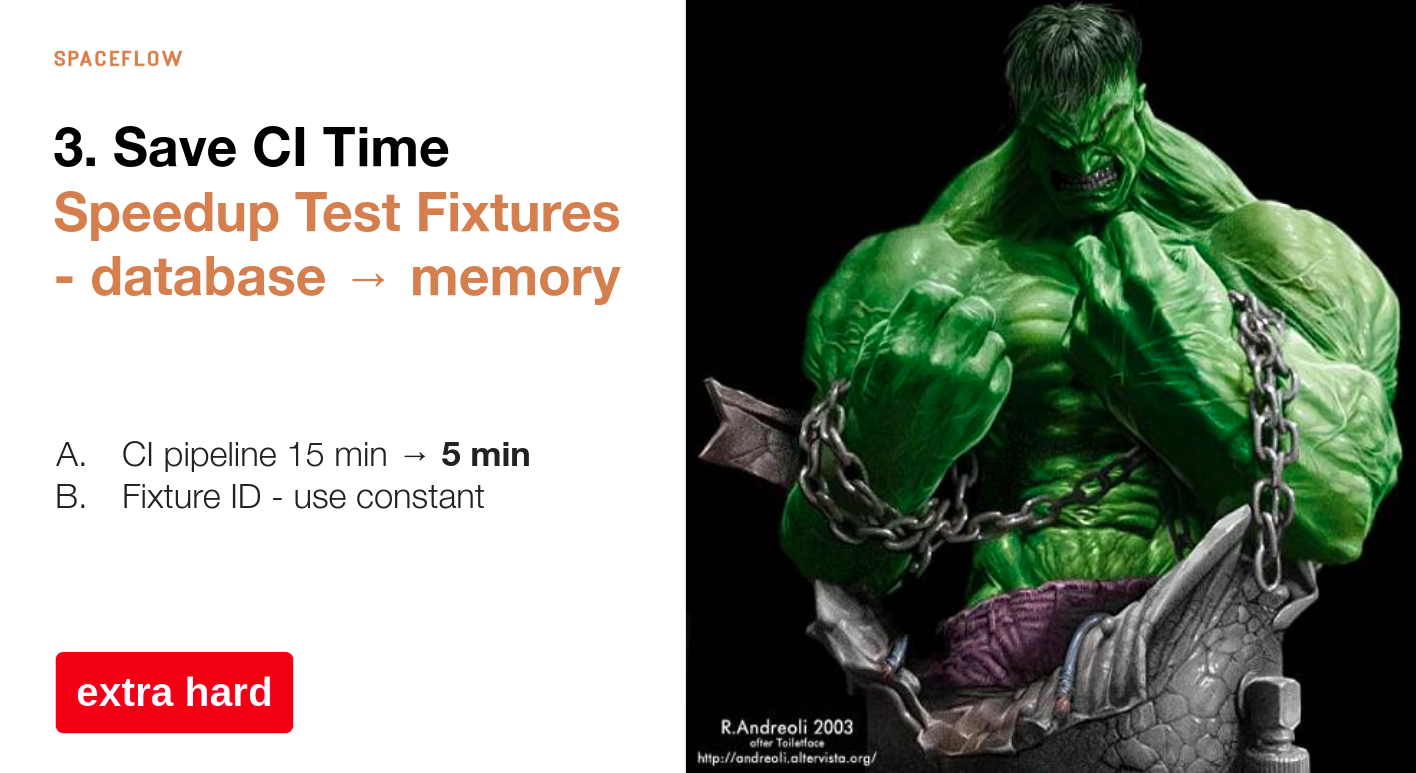 SPACEFLOW
3. Save CI Time
Speedup Test Fixtures
- database → memory
A. CI pipeline 15 min → 5 min
B. Fixture ID - use constant
extra hard
R.Andreoli 2003
after Toiletface
http://andreoli.altervista.org/